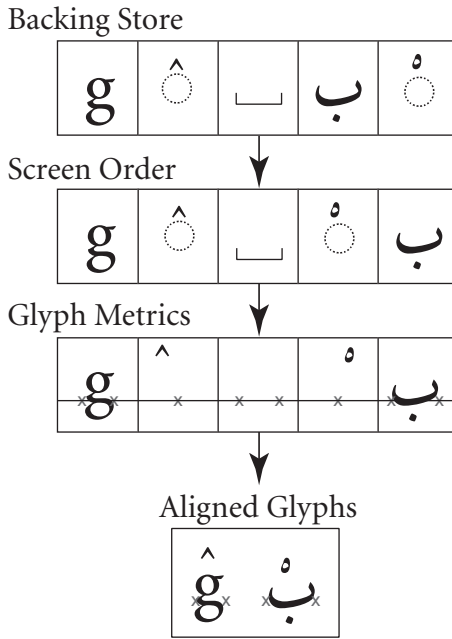 Backing Store
g ◌̂ ␣ ب
Screen Order
g ◌̂ ␣ ب
Glyph Metrics
x g x ^ x x x x x ب x
Aligned Glyphs
x ĝ x x ب x